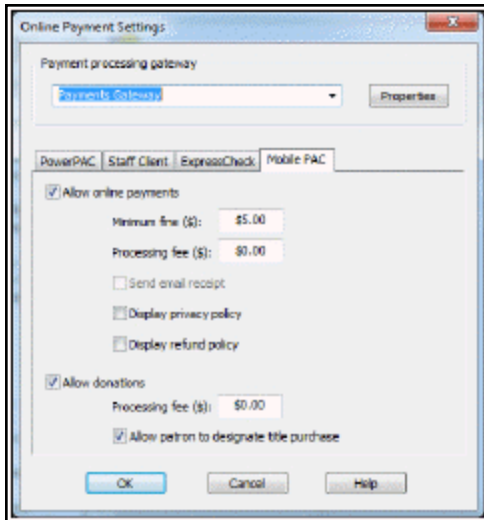 Online Payment Settings
Payment processing gateway
Payments Gateway
Properties
PowerPAC Staff Client ExpressCheck Mobile PAC
Allow online payments
Minimum fine ($): $5.00
Processing fee ($): $0.00
Send email receipt
Display privacy policy
Display refund policy
Allow donations
Processing fee ($): $0.00
Allow patron to designate title purchase
OK Cancel Help